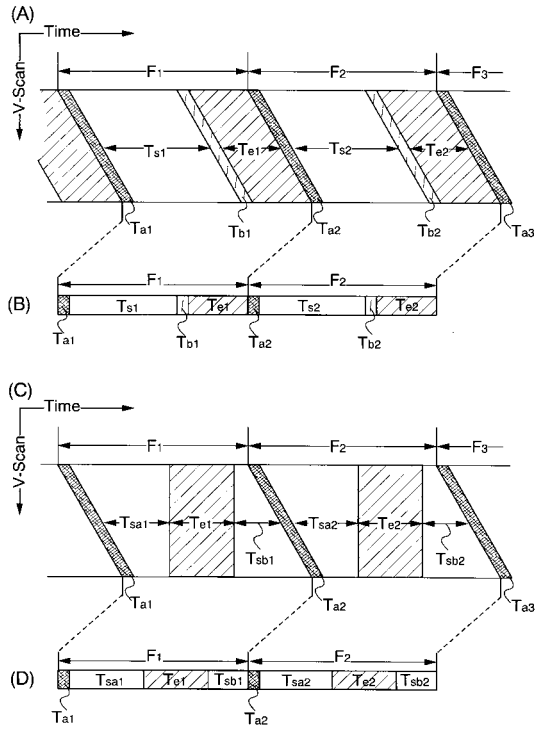 (A)
Time
V-Scan
F1 F2 F3
Ts1 Te1 Ts2 Te2
Ta1 Tb1 Ta2 Tb2 Ta3
F1 F2
(B)
Ts1 Te1 Ts2 Te2
Ta1 Tb1 Ta2 Tb2
(C)
Time
V-Scan
F1 F2 F3
Tsa1 Te1 Tsa2 Te2
Tsb1 Tsb2
Ta1 Ta2 Ta3
F1 F2
(D)
Tsa1 Te1 Tsb1 Tsa2 Te2 Tsb2
Ta1 Ta2